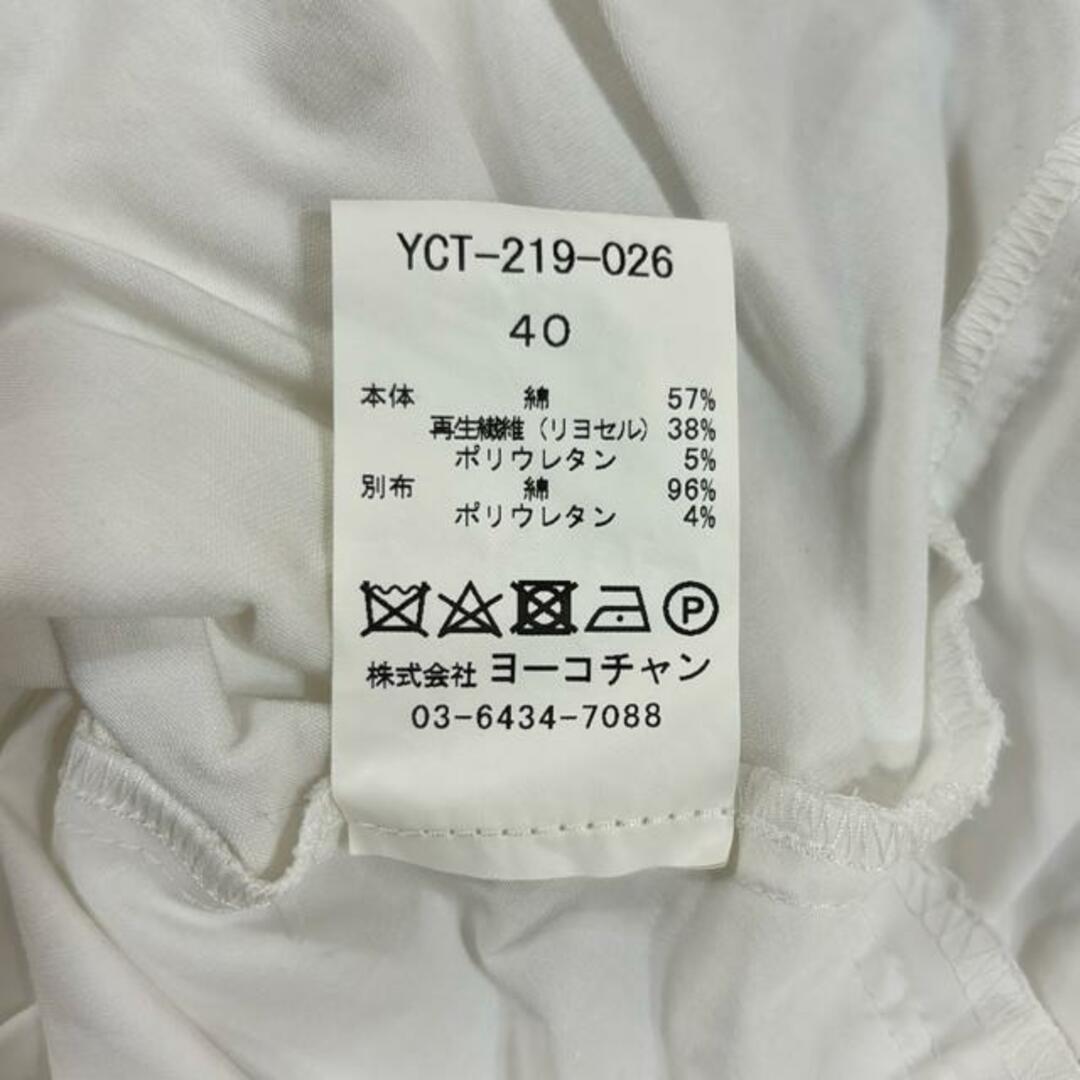 YCT-219-026
40
本体 綿 57%
再生繊維(リヨセル) 38%
ポリウレタン 5%
別布 綿 96%
ポリウレタン 4%
P
株式会社 ヨーコチャン
03-6434-7088